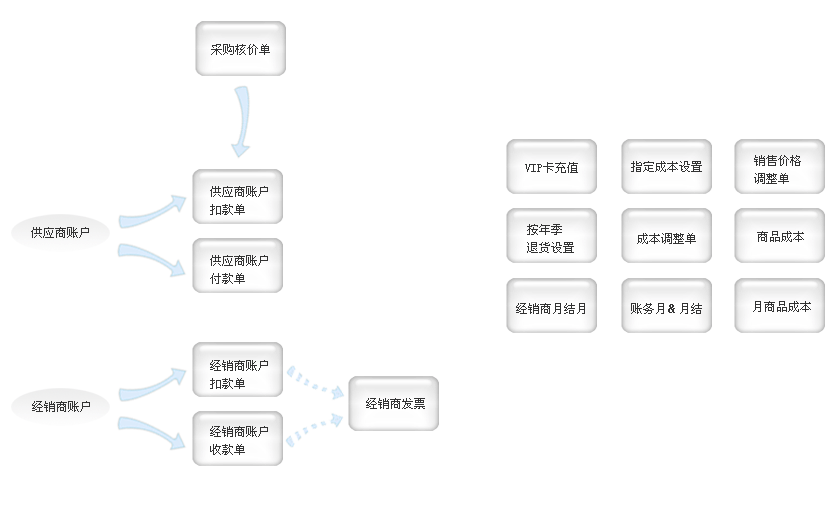 采购核价单
供应商账户
扣款单
供应商账户
供应商账户
付款单
经销商账户
扣款单
经销商账户
经销商账户
收款单
经销商发票
VIP卡充值
指定成本设置
销售价格
调整单
按年季
退货设置
成本调整单
商品成本
经销商月结月
账务月& 月结
月商品成本